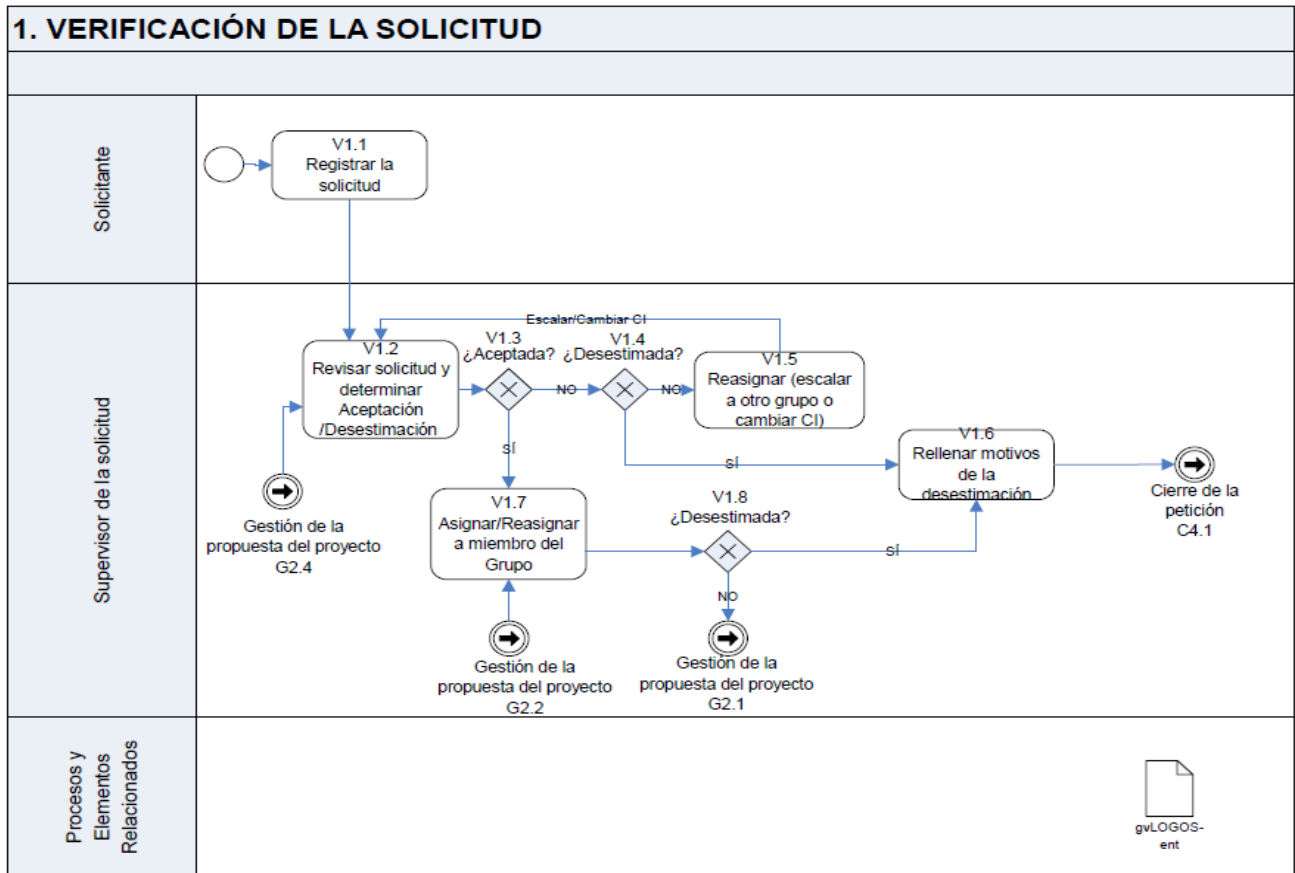 1. VERIFICACIÓN DE LA SOLICITUD
Solicitante
V1.1
Registrar la
solicitud
Supervisor de la solicitud
Escalar/Cambiar CI
V1.2
Revisar solicitud y
determinar
Aceptación
/Desestimación
V1.3
¿Aceptada?
NO
V1.4
¿Desestimada?
NO
V1.5
Reasignar (escalar
a otro grupo o
cambiar CI)
SÍ
SÍ
V1.6
Rellenar motivos
de la
desestimación
Cierre de la
petición
C4.1
Gestión de la
propuesta del proyecto
G2.4
V1.7
Asignar/Reasignar
a miembro del
Grupo
V1.8
¿Desestimada?
SÍ
NO
Gestión de la
propuesta del proyecto
G2.2
Gestión de la
propuesta del proyecto
G2.1
Procesos y
Elementos
Relacionados
gvLOGOS-
ent